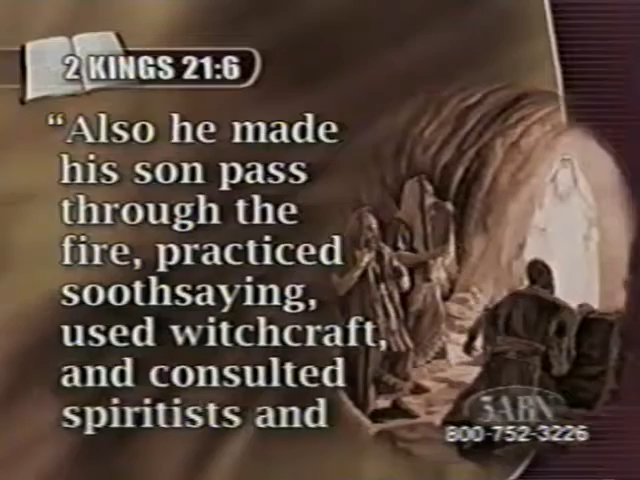 2 KINGS 21:6
“Also he made
his son pass
through the
fire, practiced
soothsaying,
used witchcraft,
and consulted
spiritists and
3ABN
800-752-3226